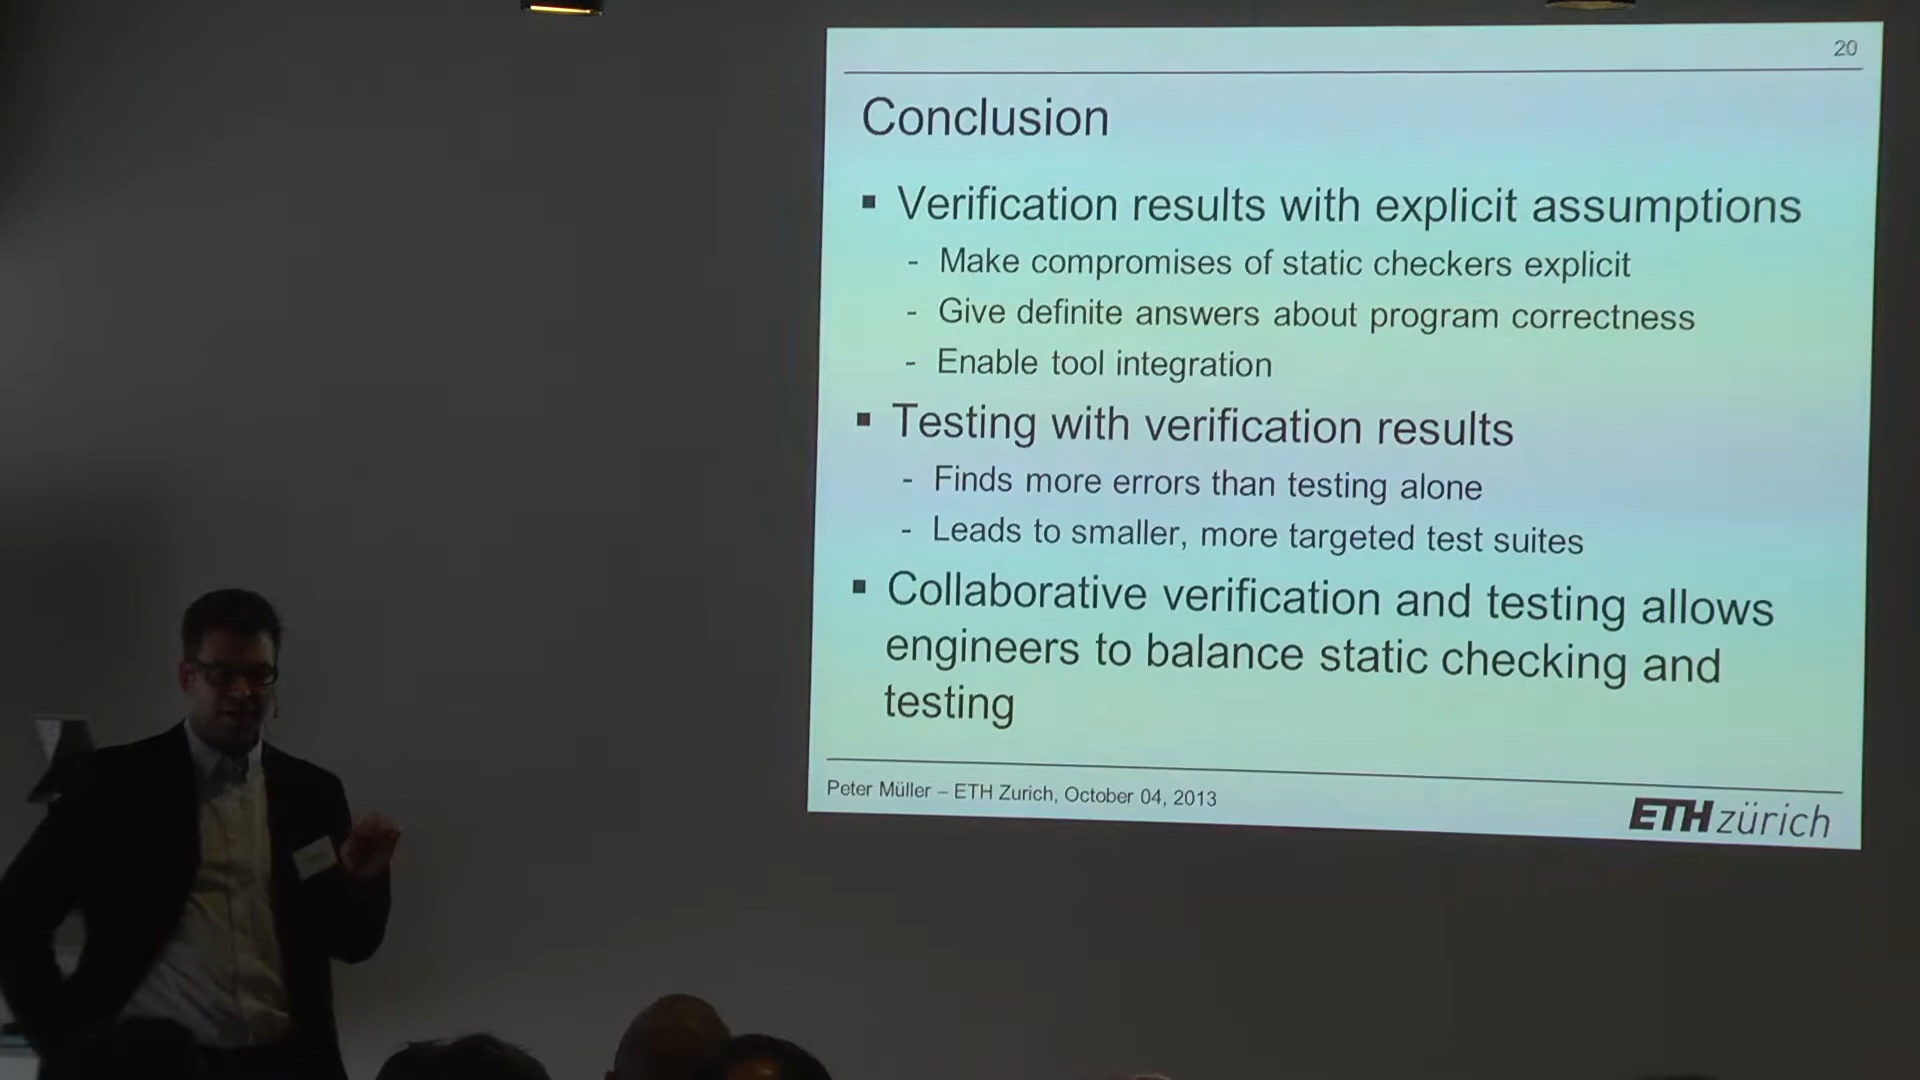 20
Conclusion
▪ Verification results with explicit assumptions
- Make compromises of static checkers explicit
- Give definite answers about program correctness
- Enable tool integration
▪ Testing with verification results
- Finds more errors than testing alone
- Leads to smaller, more targeted test suites
▪ Collaborative verification and testing allows
engineers to balance static checking and
testing
Peter Müller – ETH Zurich, October 04, 2013
ETH zürich